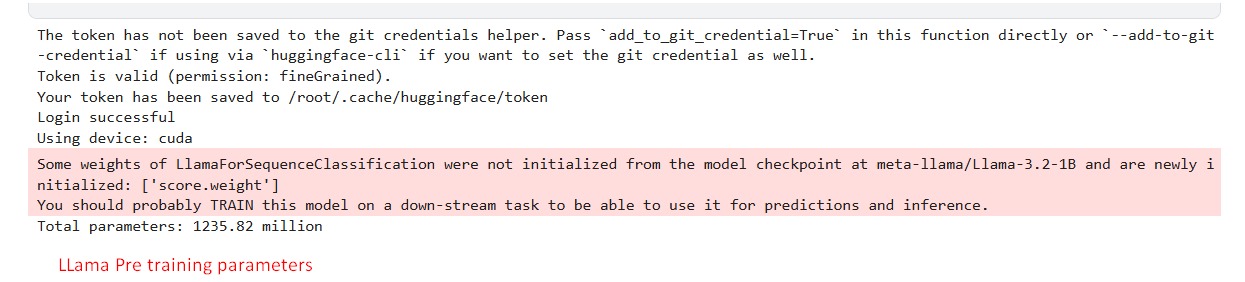 The token has not been saved to the git credentials helper. Pass `add_to_git_credential=True` in this function directly or `--add-to-git
-credential` if using via `huggingface-cli` if you want to set the git credential as well.
Token is valid (permission: fineGrained).
Your token has been saved to /root/.cache/huggingface/token
Login successful
Using device: cuda
Some weights of LlamaForSequenceClassification were not initialized from the model checkpoint at meta-llama/Llama-3.2-1B and are newly i
nitialized: ['score.weight']
You should probably TRAIN this model on a down-stream task to be able to use it for predictions and inference.
Total parameters: 1235.82 million
LLama Pre training parameters